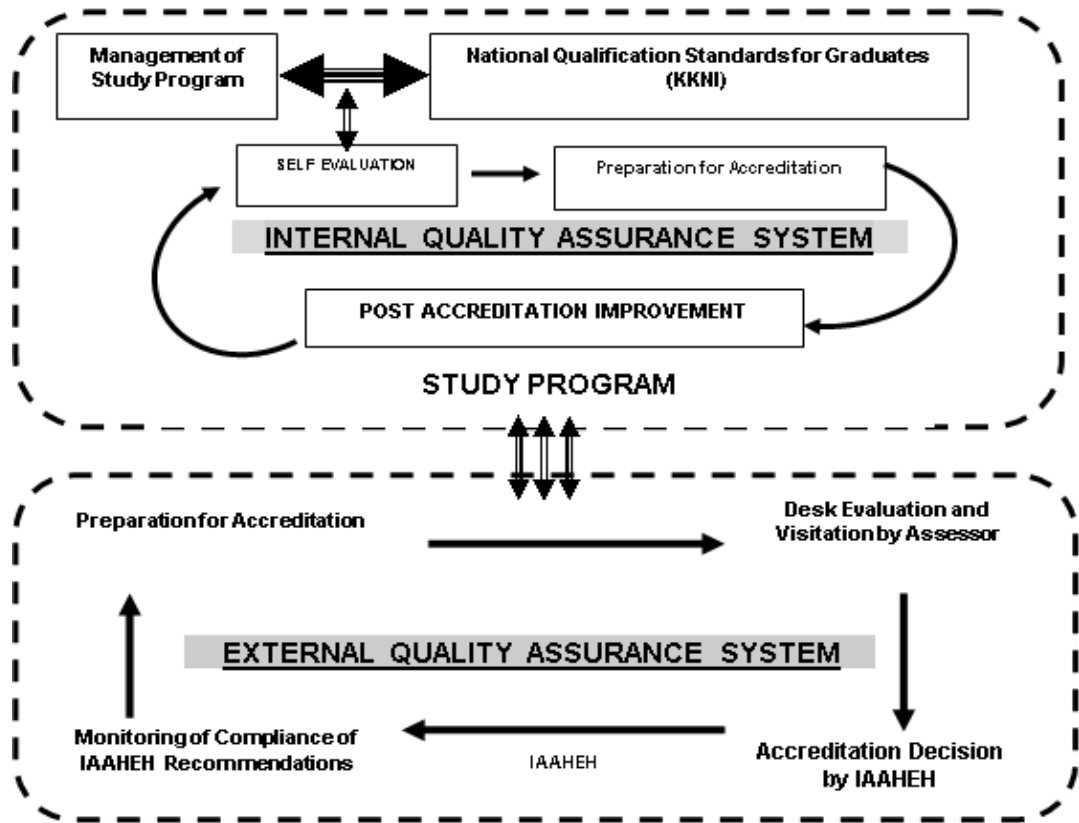 Management of
Study Program
National Qualification Standards for Graduates
(KKNI)
SELF EVALUATION
Preparation for Accreditation
INTERNAL QUALITY ASSURANCE SYSTEM
POST ACCREDITATION IMPROVEMENT
STUDY PROGRAM
Preparation for Accreditation
Desk Evaluation and
Visitation by Assessor
EXTERNAL QUALITY ASSURANCE SYSTEM
Monitoring of Compliance of
IAAHEH Recommendations
IAAHEH
Accreditation Decision
by IAAHEH